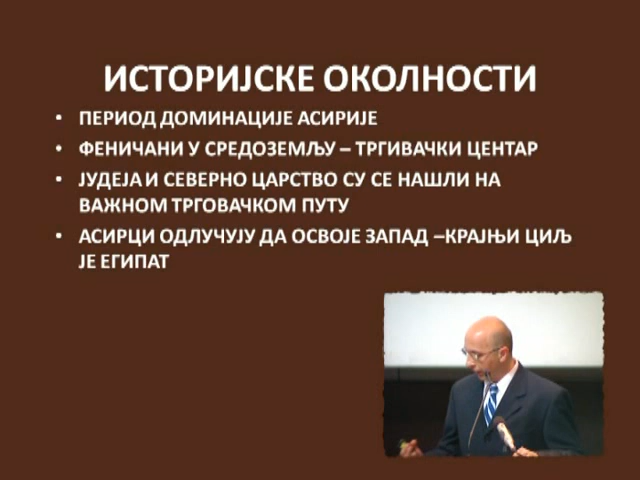 ИСТОРИЈСКЕ ОКОЛНОСТИ
• ПЕРИОД ДОМИНАЦИЈЕ АСИРИЈЕ
• ФЕНИЧАНИ У СРЕДОЗЕМЉУ – ТРГИВАЧКИ ЦЕНТАР
• ЈУДЕЈА И СЕВЕРНО ЦАРСТВО СУ СЕ НАШЛИ НА
ВАЖНОМ ТРГОВАЧКОМ ПУТУ
• АСИРЦИ ОДЛУЧУЈУ ДА ОСВОЈЕ ЗАПАД –КРАЈЊИ ЦИЉ
ЈЕ ЕГИПАТ